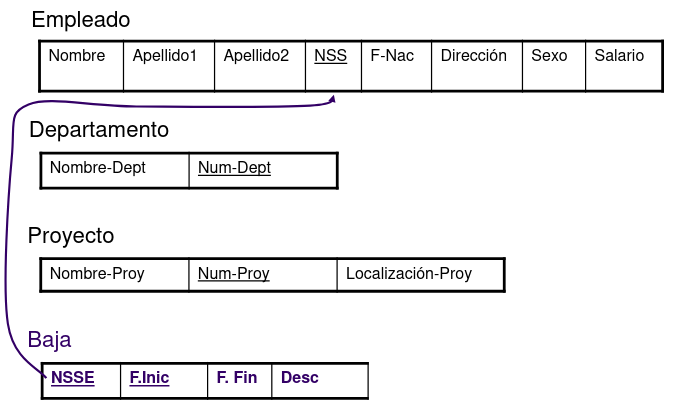 Empleado
Nombre Apellido1 Apellido2 NSS F-Nac Dirección Sexo Salario
Departamento
Nombre-Dept Num-Dept
Proyecto
Nombre-Proy Num-Proy Localización-Proy
Baja
NSSE F.Inic F. Fin Desc